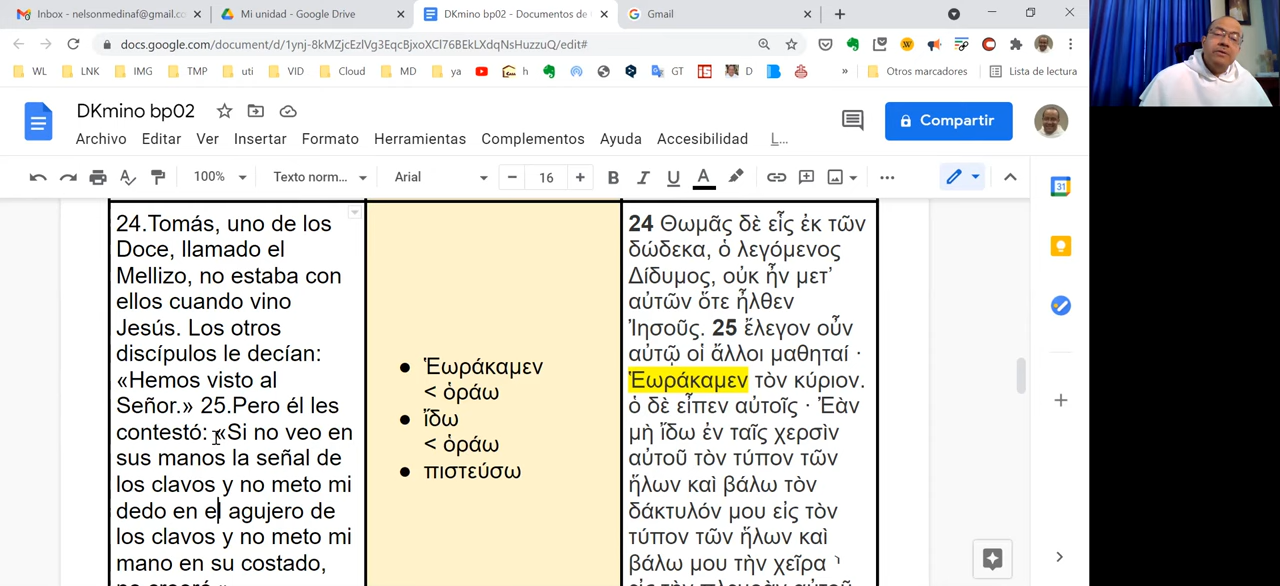 Inbox - nelsonmedinaf@gmail.co
Mi unidad - Google Drive
DKmino bp02 - Documentos de
Gmail
docs.google.com/document/d/1ynj-8kMZjcEzlVg3EqcBjxoXCl76BEkLXdqNsHuzzuQ/edit#
WL
LNK
IMG
TMP
uti
VID
Cloud
MD
ya
h
GT
D
»
Otros marcadores
Lista de lectura
DKmino bp02
Compartir
Archivo Editar Ver Insertar Formato Herramientas Complementos Ayuda Accesibilidad L...
100% Texto norm... Arial − 16 + B I U A
31
24.Tomás, uno de los
Doce, llamado el
Mellizo, no estaba con
ellos cuando vino
Jesús. Los otros
discípulos le decían:
«Hemos visto al
Señor.» 25.Pero él les
contestó: «Si no veo en
sus manos la señal de
los clavos y no meto mi
dedo en el agujero de
los clavos y no meto mi
mano en su costado,
no creeré.»
● Ἑωράκαμεν
< ὁράω
● ἴδω
< ὁράω
● πιστεύσω
24 Θωμᾶς δὲ εἷς ἐκ τῶν
δώδεκα, ὁ λεγόμενος
Δίδυμος, οὐκ ἦν μετ’
αὐτῶν ὅτε ἦλθεν
Ἰησοῦς. 25 ἔλεγον οὖν
αὐτῷ οἱ ἄλλοι μαθηταί ·
Ἑωράκαμεν τὸν κύριον.
ὁ δὲ εἶπεν αὐτοῖς · Ἐὰν
μὴ ἴδω ἐν ταῖς χερσὶν
αὐτοῦ τὸν τύπον τῶν
ἥλων καὶ βάλω τὸν
δάκτυλόν μου εἰς τὸν
τύπον τῶν ἥλων καὶ
βάλω μου τὴν χεῖρα
εἰς τὴν πλευρὰν αὐτοῦ